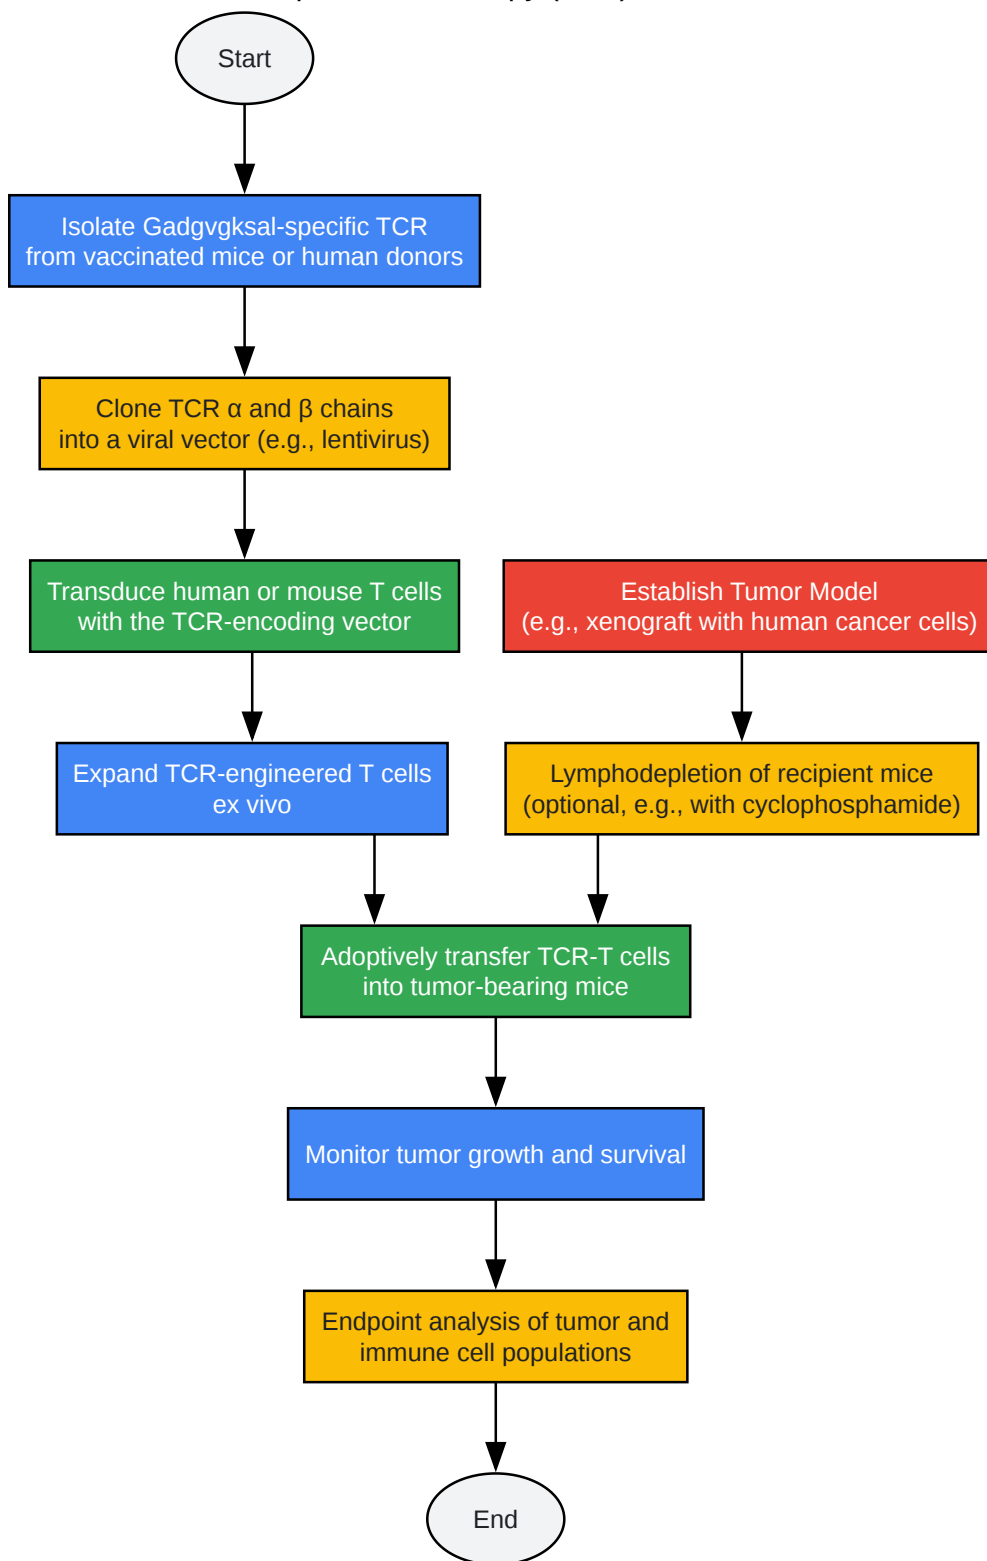 Start
Isolate Gadgvgksal-specific TCR
from vaccinated mice or human donors
Clone TCR α and β chains
into a viral vector (e.g., lentivirus)
Transduce human or mouse T cells
with the TCR-encoding vector
Establish Tumor Model
(e.g., xenograft with human cancer cells)
Expand TCR-engineered T cells
ex vivo
Lymphodepletion of recipient mice
(optional, e.g., with cyclophosphamide)
Adoptively transfer TCR-T cells
into tumor-bearing mice
Monitor tumor growth and survival
Endpoint analysis of tumor and
immune cell populations
End